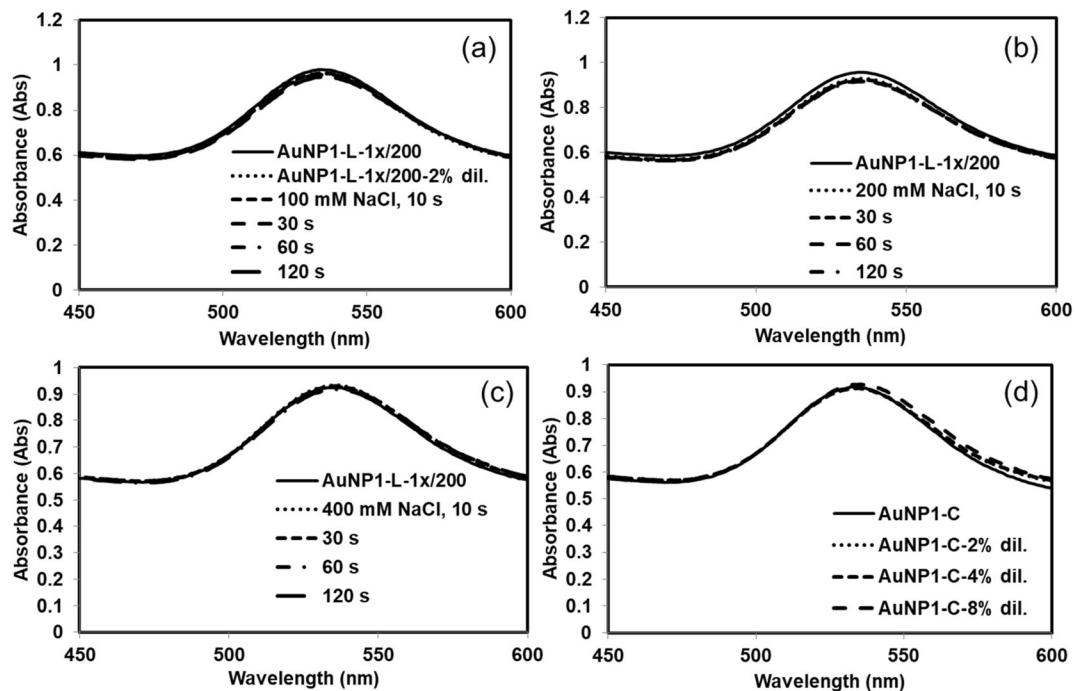 (a)
Absorbance (Abs)
1.2
1
0.8
0.6
0.4
0.2
0
AuNP1-L-1x/200
AuNP1-L-1x/200-2% dil.
100 mM NaCl, 10 s
30 s
60 s
120 s
450 500 550 600
Wavelength (nm)
(b)
Absorbance (Abs)
1.2
1
0.8
0.6
0.4
0.2
0
AuNP1-L-1x/200
200 mM NaCl, 10 s
30 s
60 s
120 s
450 500 550 600
Wavelength (nm)
(c)
Absorbance (Abs)
1
0.9
0.8
0.7
0.6
0.5
0.4
0.3
0.2
0.1
0
AuNP1-L-1x/200
400 mM NaCl, 10 s
30 s
60 s
120 s
450 500 550 600
Wavelength (nm)
(d)
Absorbance (Abs)
1
0.9
0.8
0.7
0.6
0.5
0.4
0.3
0.2
0.1
0
AuNP1-C
AuNP1-C-2% dil.
AuNP1-C-4% dil.
AuNP1-C-8% dil.
450 500 550 600
Wavelength (nm)